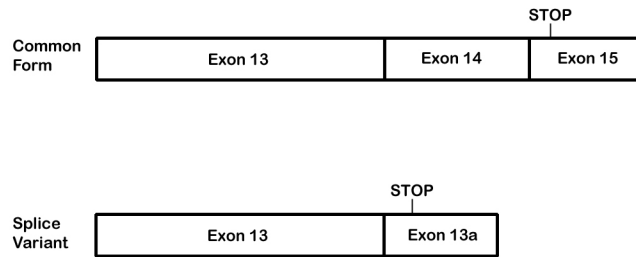 STOP
Common
Form
Exon 13
Exon 14
Exon 15
STOP
Splice
Variant
Exon 13
Exon 13a